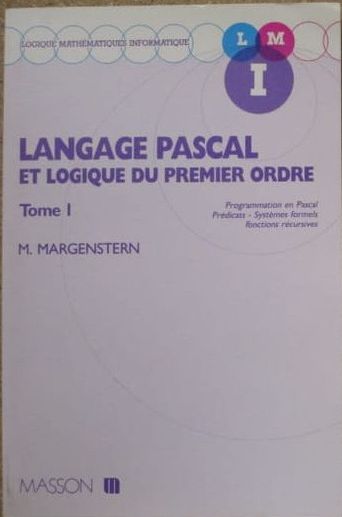 LOGIQUE MATHÉMATIQUES INFORMATIQUE
L M
I
LANGAGE PASCAL
ET LOGIQUE DU PREMIER ORDRE
Tome I
Programmation en Pascal
Prédicats - Systèmes formels
fonctions récursives
M. MARGENSTERN
MASSON